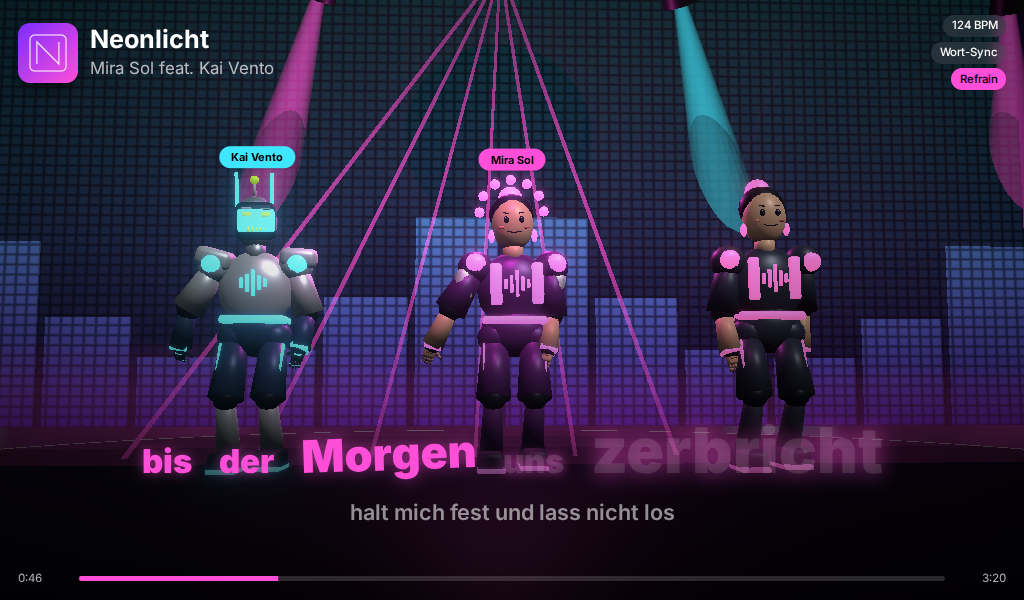 Neonlicht
Mira Sol feat. Kai Vento
124 BPM
Wort-Sync
Refrain
Kai Vento
Mira Sol
bis der Morgen uns zerbricht
halt mich fest und lass nicht los
0:46
3:20